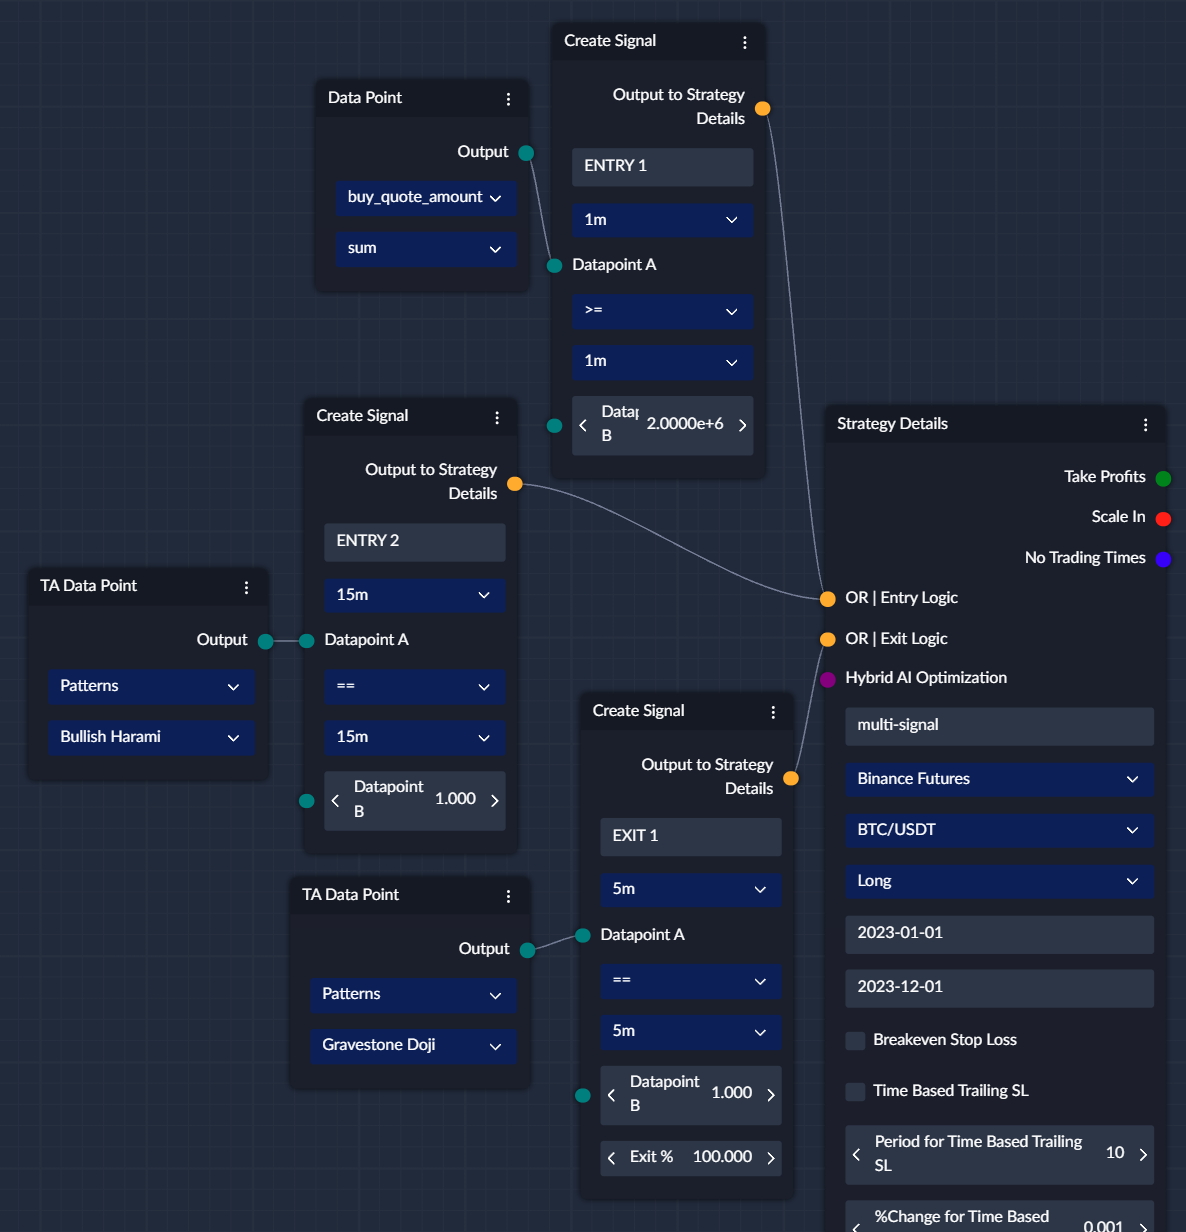 Create Signal
Output to Strategy
Details
ENTRY 1
1m
Datapoint A
>=
1m
B
2.0000e+6
Data Point
Output
buy_quote_amount
sum
Create Signal
Output to Strategy
Details
ENTRY 2
15m
Datapoint A
==
15m
Datapoint
B
1.000
TA Data Point
Output
Patterns
Bullish Harami
TA Data Point
Output
Patterns
Gravestone Doji
Create Signal
Output to Strategy
Details
EXIT 1
5m
Datapoint A
==
5m
Datapoint
B
1.000
Exit % 100.000
Strategy Details
Take Profits
Scale In
No Trading Times
OR | Entry Logic
OR | Exit Logic
Hybrid AI Optimization
multi-signal
Binance Futures
BTC/USDT
Long
2023-01-01
2023-12-01
Breakeven Stop Loss
Time Based Trailing SL
Period for Time Based Trailing
SL
10
%Change for Time Based
0.001